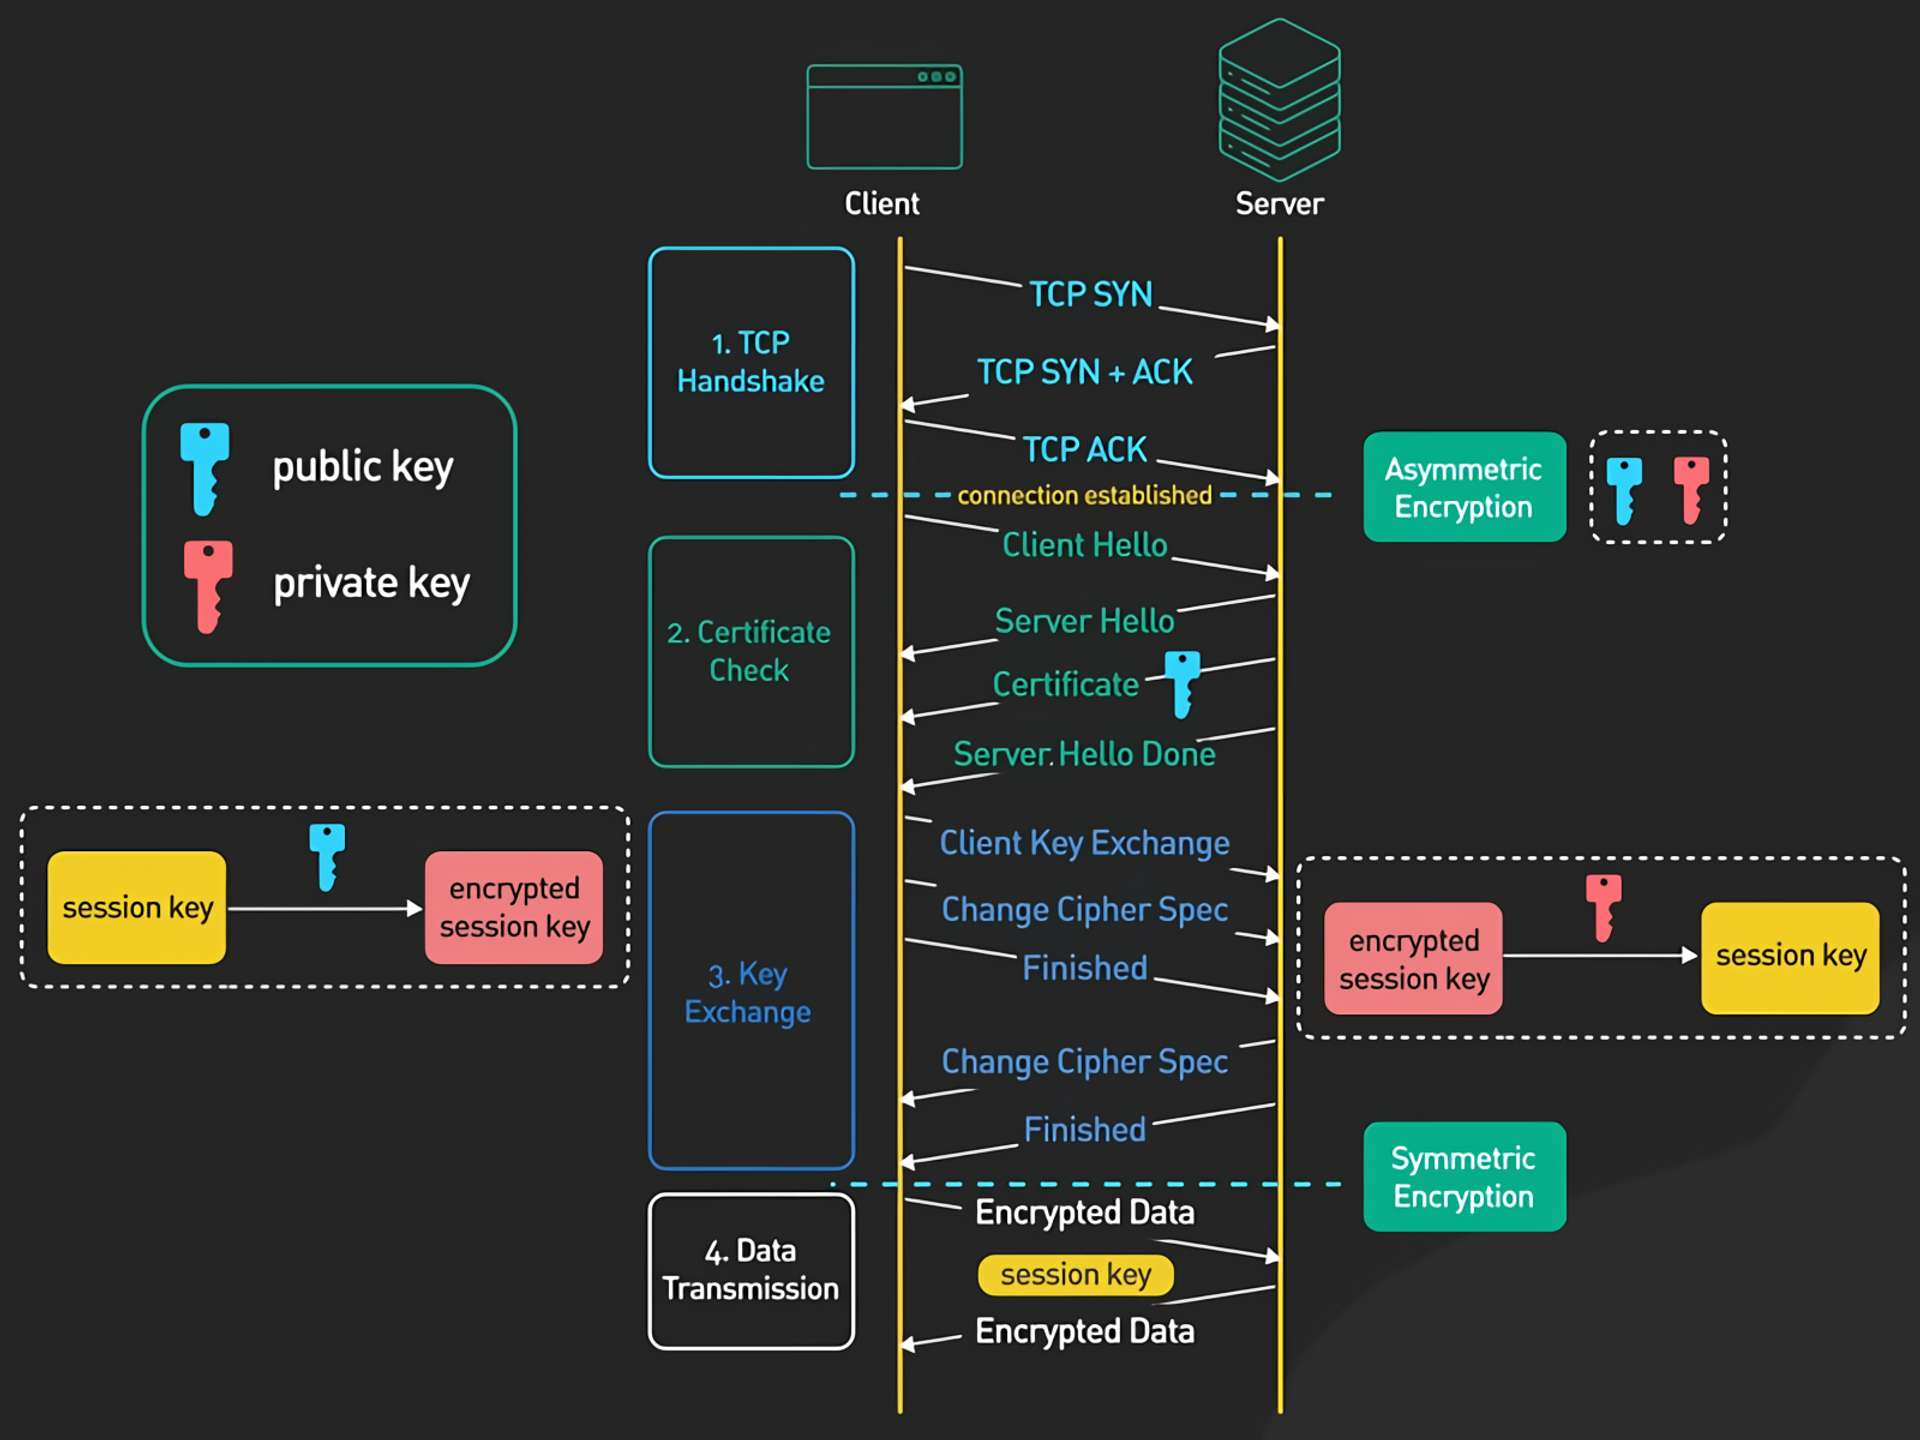 Client
Server
1. TCP
Handshake
TCP SYN
TCP SYN + ACK
TCP ACK
connection established
public key
private key
Asymmetric
Encryption
2. Certificate
Check
Client Hello
Server Hello
Certificate
Server Hello Done
session key
encrypted
session key
3. Key
Exchange
Client Key Exchange
Change Cipher Spec
Finished
Change Cipher Spec
Finished
encrypted
session key
session key
Symmetric
Encryption
4. Data
Transmission
Encrypted Data
session key
Encrypted Data